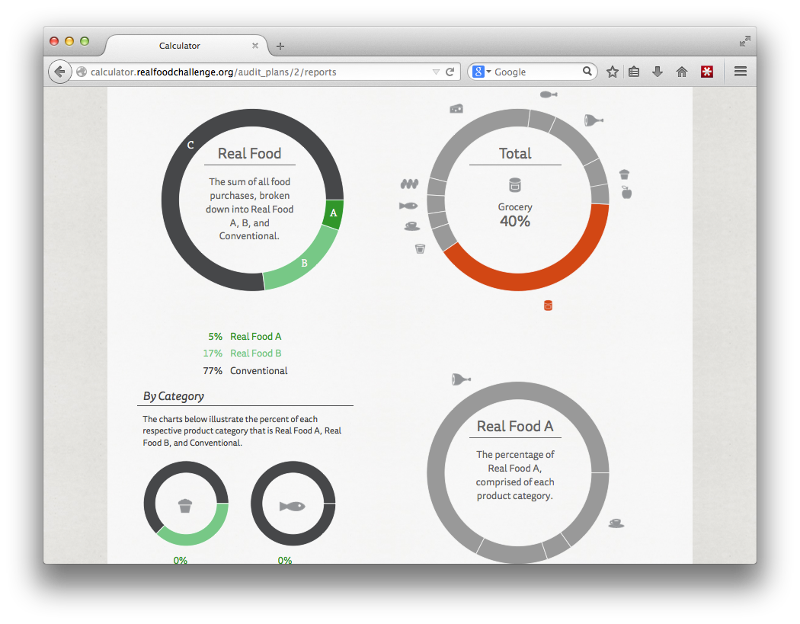 Calculator
calculator.realfoodchallenge.org/audit_plans/2/reports
8 Google
C
Real Food
The sum of all food
purchases, broken
down into Real Food
A, B, and
Conventional.
A
B
Total
Grocery
40%
5% Real Food A
17% Real Food B
77% Conventional
By Category
The charts below illustrate the percent of each
respective product category that is Real Food A, Real
Food B, and Conventional.
0%
0%
Real Food A
The percentage of
Real Food A,
comprised of each
product category.